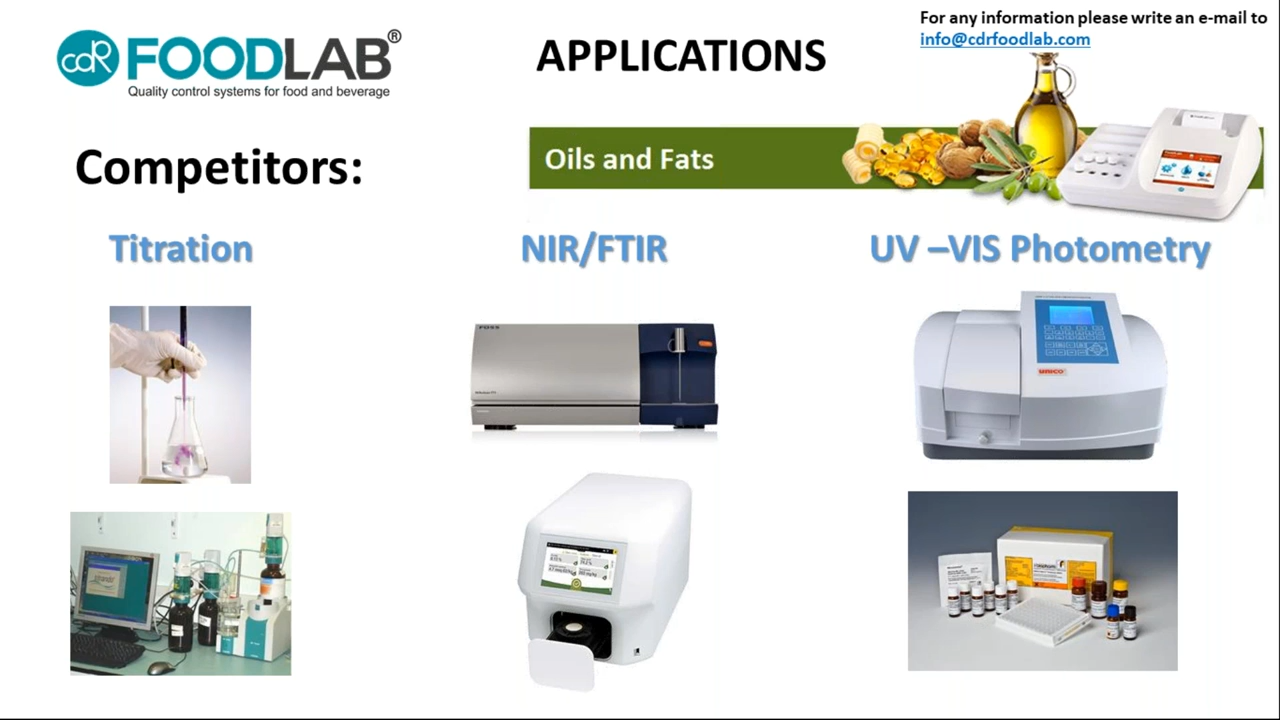 cdR FOODLAB®
Quality control systems for food and beverage
APPLICATIONS
For any information please write an e-mail to
info@cdrfoodlab.com
Oils and Fats
Competitors:
Titration
NIR/FTIR
UV –VIS Photometry
FOSS
UNICO